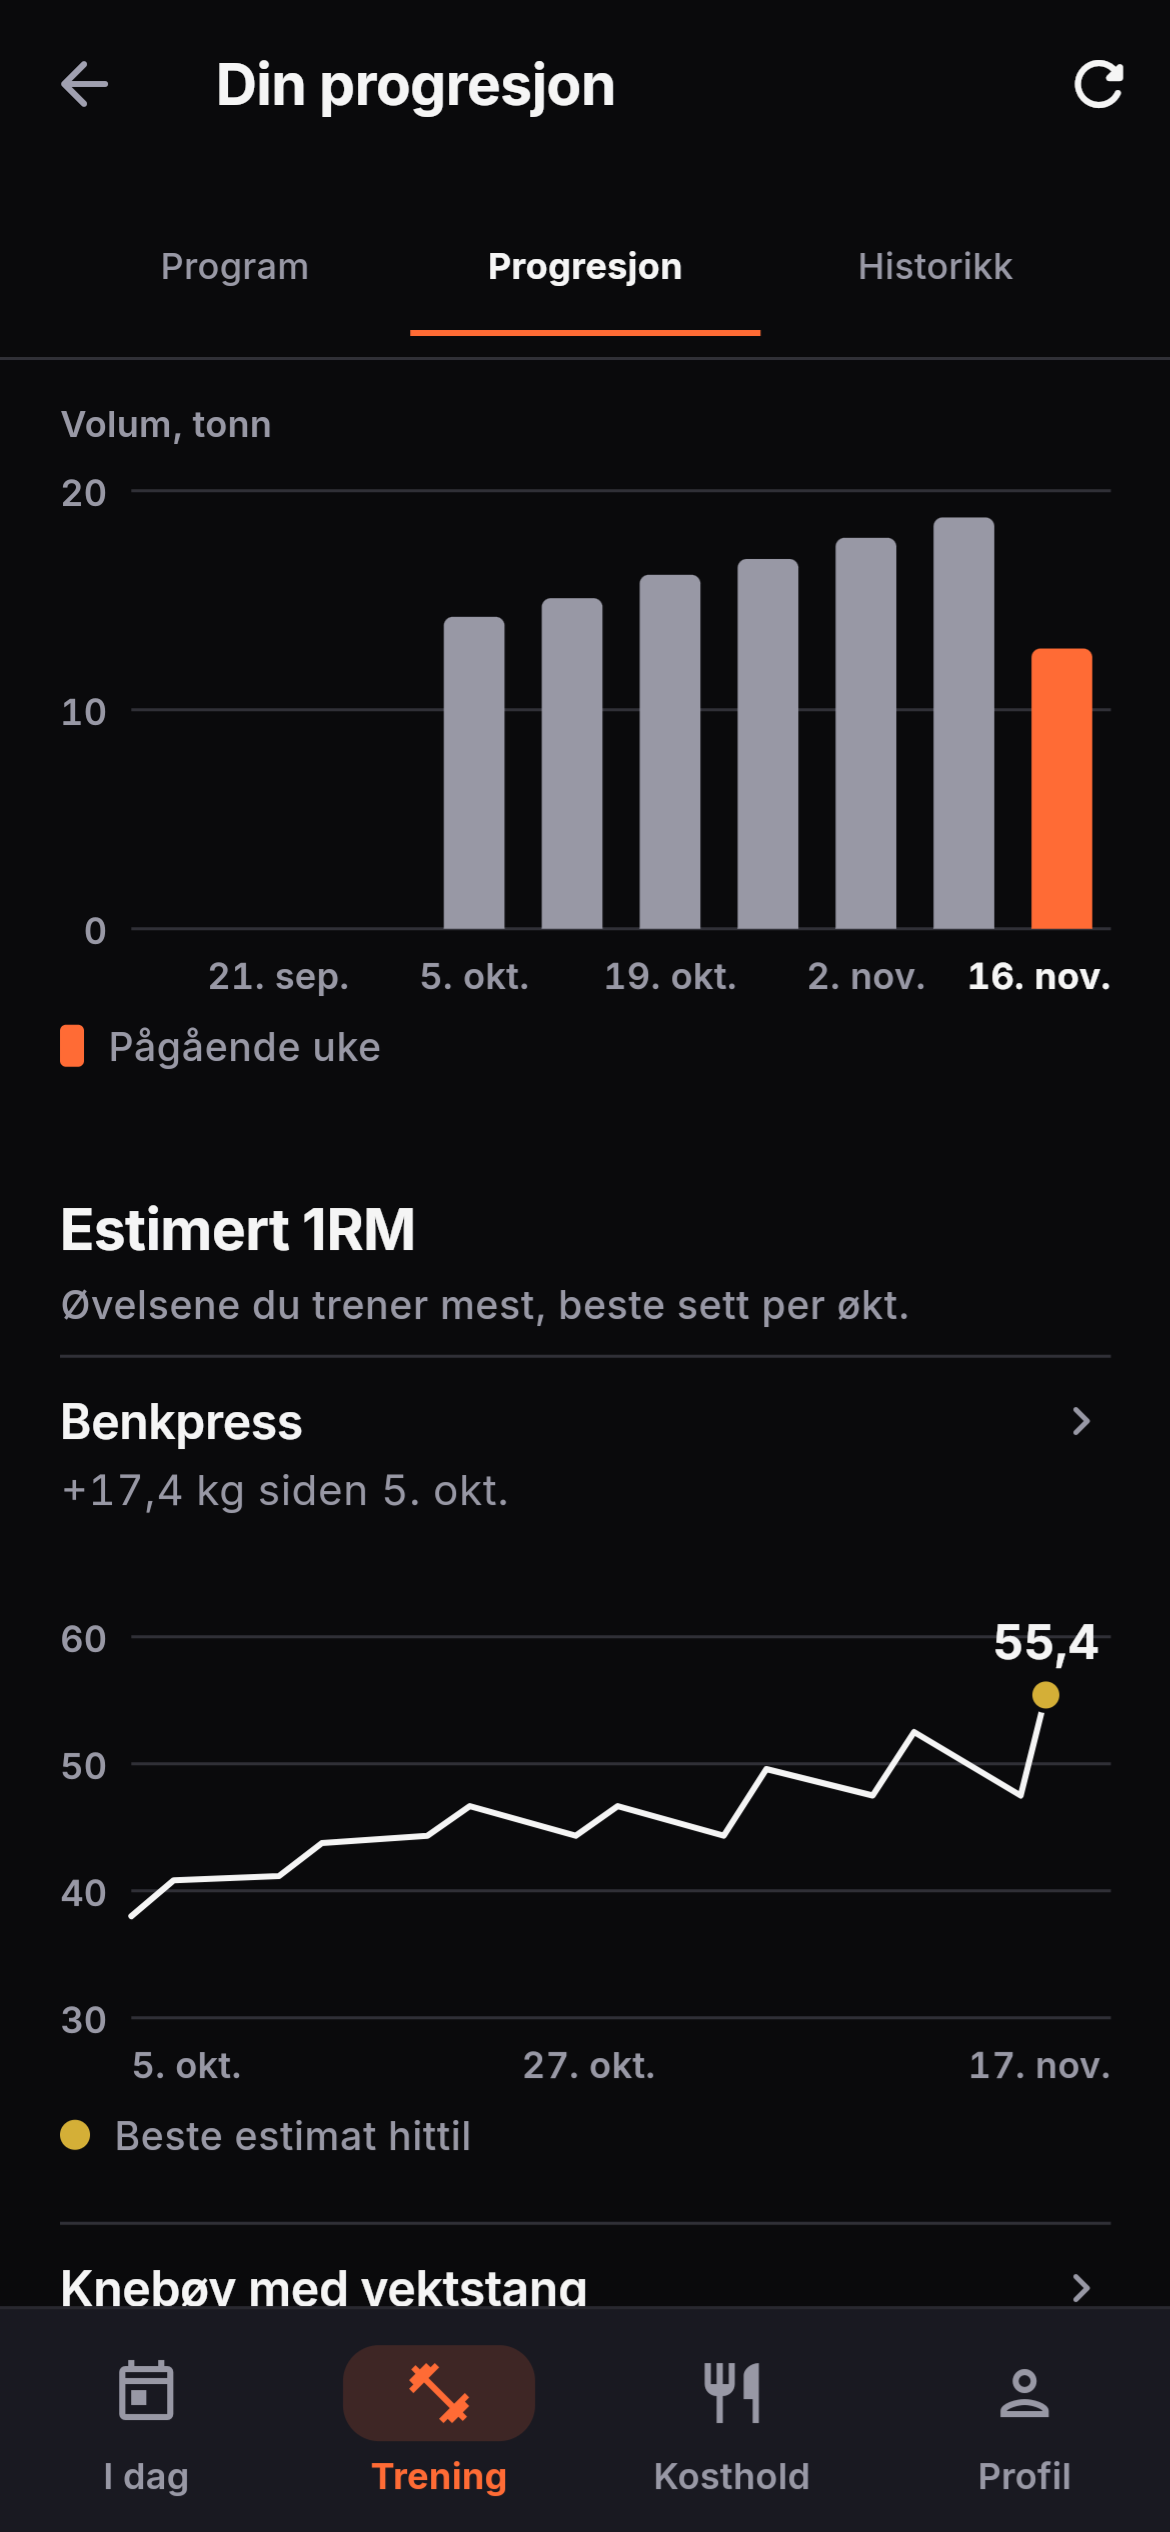 Din progresjon
Program Progresjon Historikk
Volum, tonn
20
10
0
21. sep. 5. okt. 19. okt. 2. nov. 16. nov.
Pågående uke
Estimert 1RM
Øvelsene du trener mest, beste sett per økt.
Benkpress
+17,4 kg siden 5. okt.
60
55,4
50
40
30
5. okt. 27. okt. 17. nov.
Beste estimat hittil
Knebøy med vektstang
I dag Trening Kosthold Profil